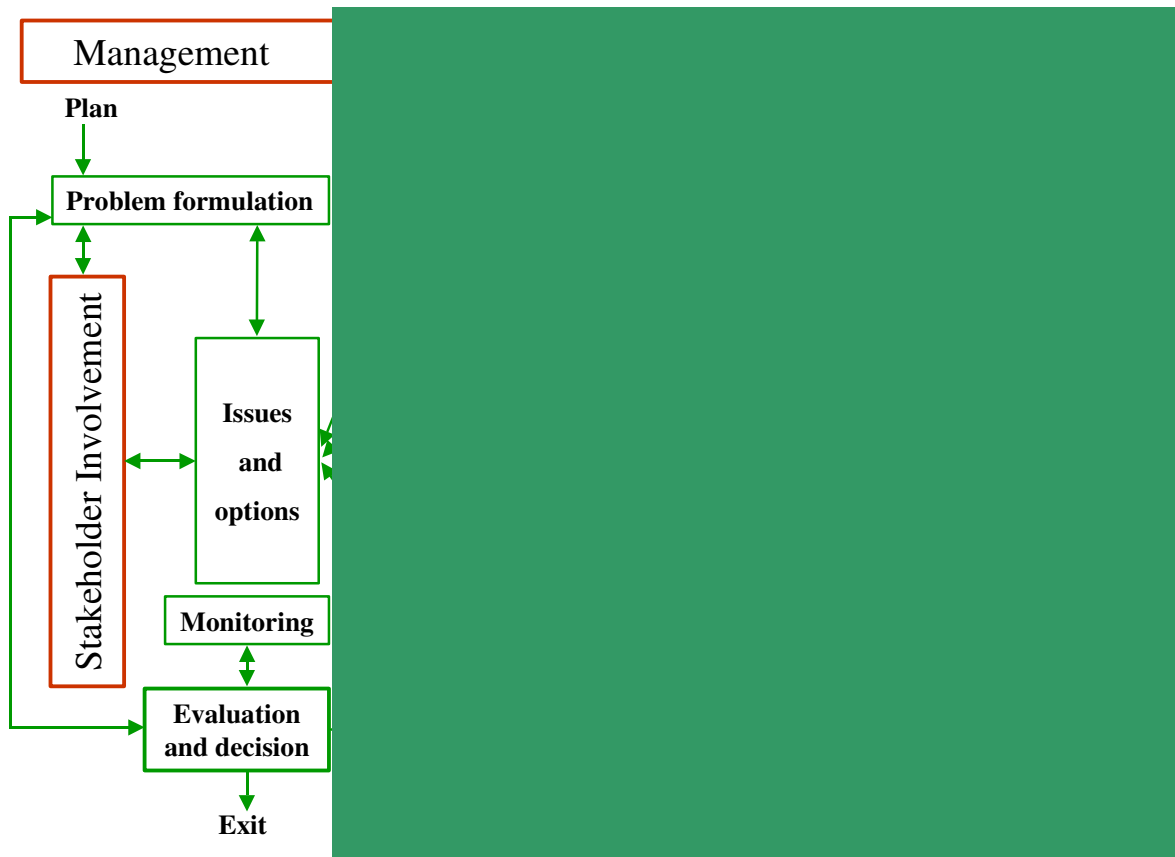 Management
Plan
Problem formulation
Stakeholder Involvement
Issues
and
options
Monitoring
Evaluation
and decision
Exit